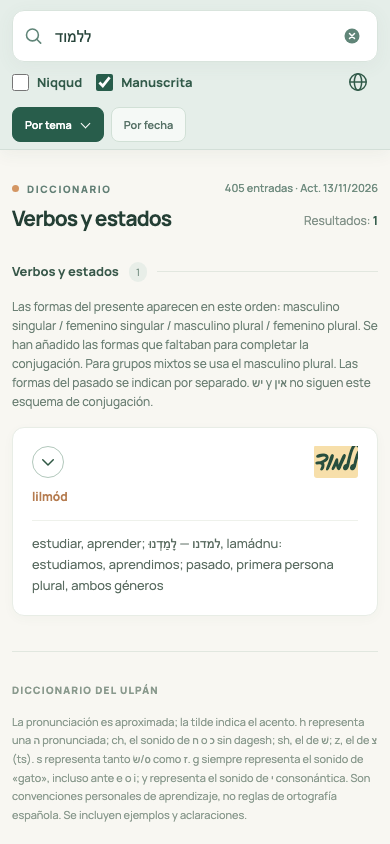 ללמוד
Niqqud
Manuscrita
Por tema
Por fecha
DICCIONARIO
405 entradas · Act. 13/11/2026
Verbos y estados
Resultados: 1
Verbos y estados 1
Las formas del presente aparecen en este orden: masculino
singular / femenino singular / masculino plural / femenino plural. Se
han añadido las formas que faltaban para completar la
conjugación. Para grupos mixtos se usa el masculino plural. Las
formas del pasado se indican por separado. יש y אין no siguen este
esquema de conjugación.
ללמוד
lilmód
estudiar, aprender; למדנו — לָמַדְנוּ, lamádnu:
estudiamos, aprendimos; pasado, primera persona
plural, ambos géneros
DICCIONARIO DEL ULPÁN
La pronunciación es aproximada; la tilde indica el acento. h representa
una ה pronunciada; ch, el sonido de ח o כ sin dagesh; sh, el de שׁ; z, el de צ
(ts). s representa tanto שׂ/ס como ז. g siempre representa el sonido de
«gato», incluso ante e o i; y representa el sonido de י consonántica. Son
convenciones personales de aprendizaje, no reglas de ortografía
española. Se incluyen ejemplos y aclaraciones.